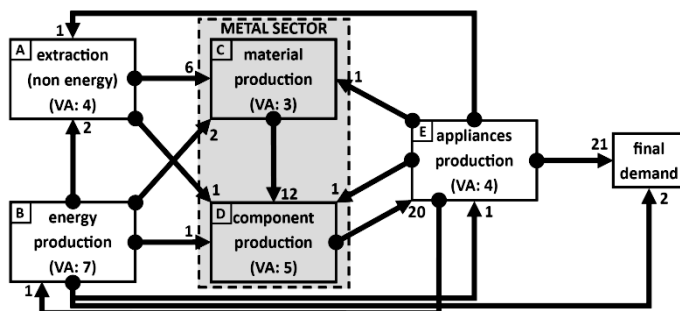 METAL SECTOR
1
A
extraction
(non energy)
(VA: 4)
6
C
material
production
(VA: 3)
1
2
2
E
appliances
production
(VA: 4)
21
final
demand
2
B
energy
production
(VA: 7)
1
1
12
1
D
component
production
(VA: 5)
20
1
1